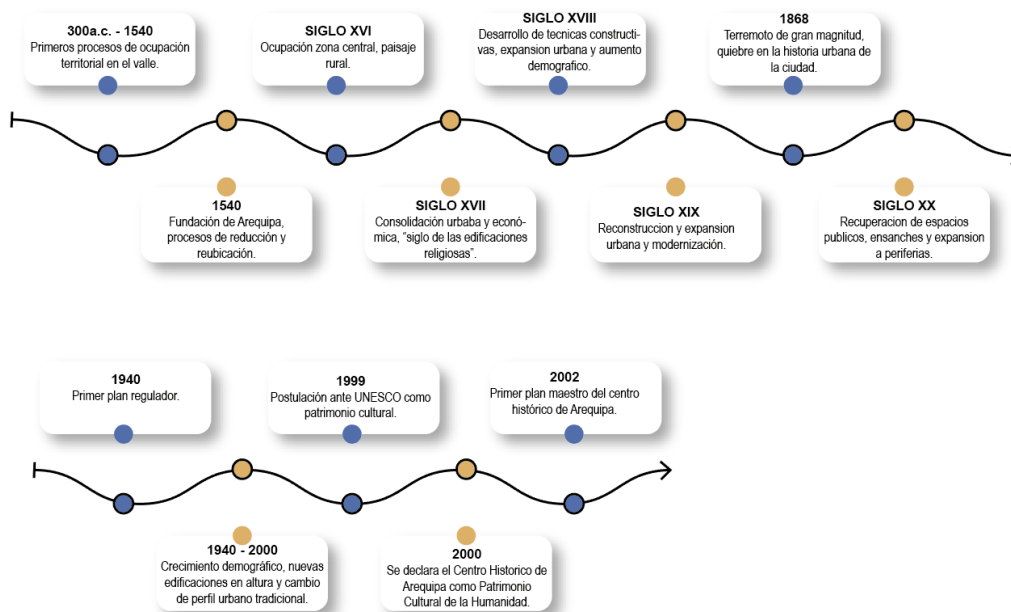 300a.c. - 1540
Primeros procesos de ocupación
territorial en el valle.
1540
Fundación de Arequipa,
procesos de reducción y
reubicación.
SIGLO XVI
Ocupación zona central, paisaje
rural.
SIGLO XVII
Consolidación urbaba y econó-
mica, "siglo de las edificaciones
religiosas".
SIGLO XVIII
Desarrollo de tecnicas constructi-
vas, expansion urbana y aumento
demografico.
SIGLO XIX
Reconstruccion y expansion
urbana y modernización.
1868
Terremoto de gran magnitud,
quiebre en la historia urbana de
la ciudad.
SIGLO XX
Recuperacion de espacios
publicos, ensanches y expansion
a periferias.
1940
Primer plan regulador.
1940 - 2000
Crecimiento demográfico, nuevas
edificaciones en altura y cambio
de perfil urbano tradicional.
1999
Postulación ante UNESCO como
patrimonio cultural.
2000
Se declara el Centro Historico de
Arequipa como Patrimonio
Cultural de la Humanidad.
2002
Primer plan maestro del centro
histórico de Arequipa.